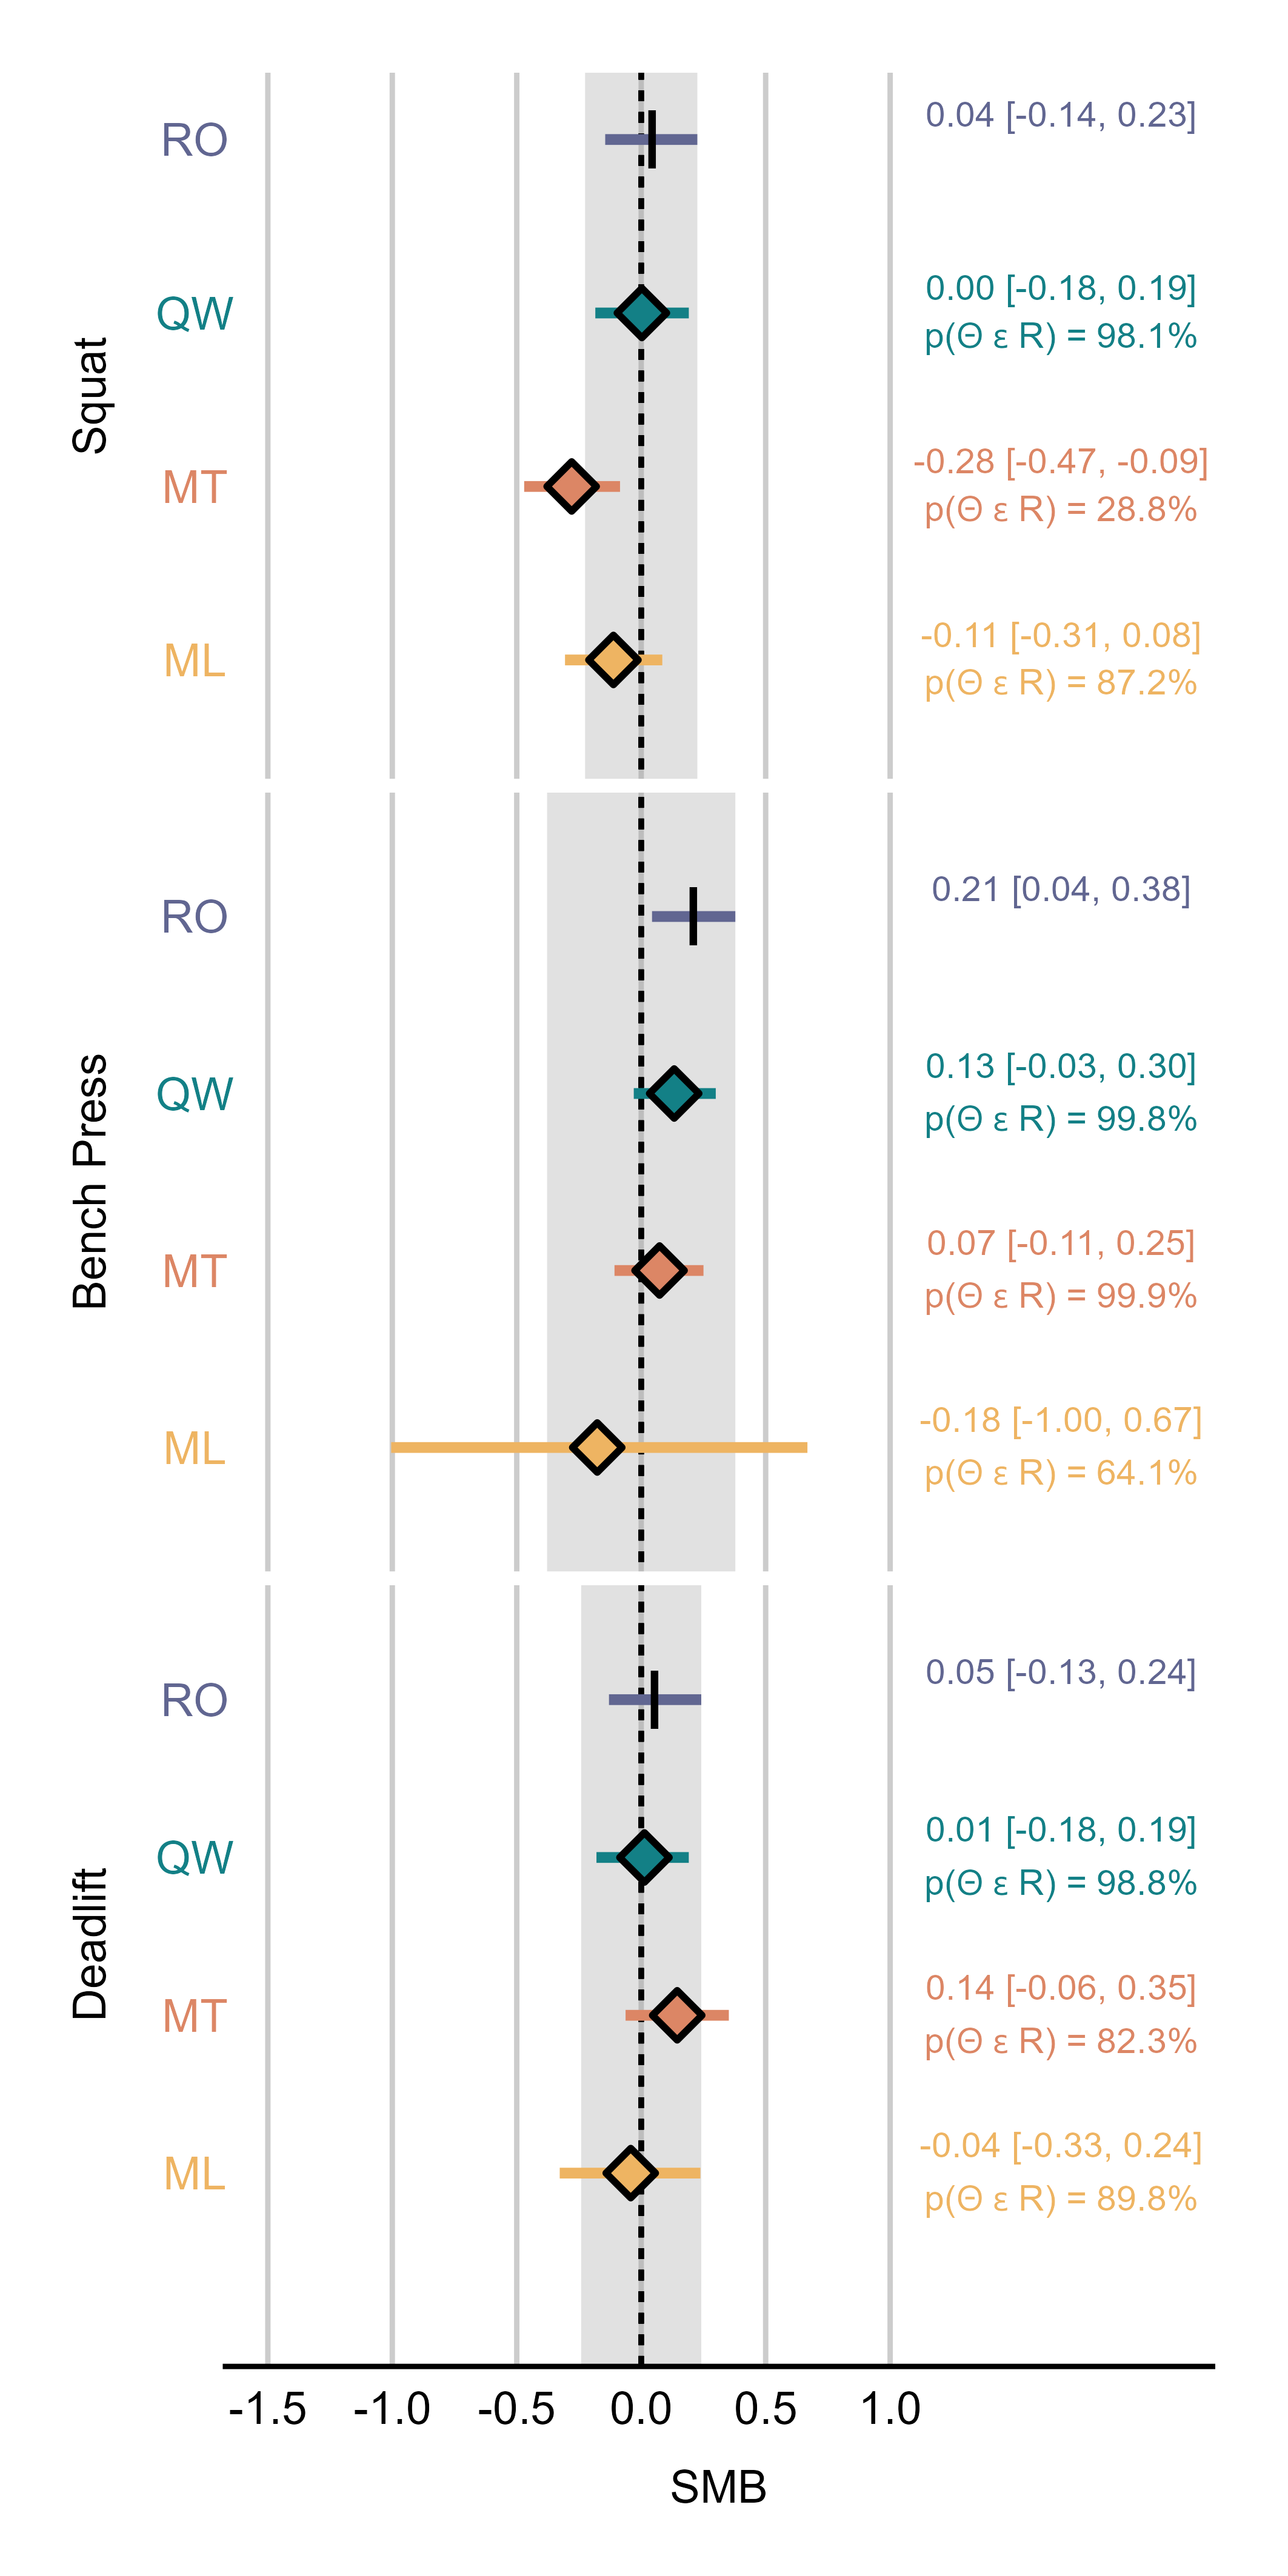 Squat
RO
0.04 [-0.14, 0.23]
QW
0.00 [-0.18, 0.19]
p(Θ ε R) = 98.1%
MT
-0.28 [-0.47, -0.09]
p(Θ ε R) = 28.8%
ML
-0.11 [-0.31, 0.08]
p(Θ ε R) = 87.2%
Bench Press
RO
0.21 [0.04, 0.38]
QW
0.13 [-0.03, 0.30]
p(Θ ε R) = 99.8%
MT
0.07 [-0.11, 0.25]
p(Θ ε R) = 99.9%
ML
-0.18 [-1.00, 0.67]
p(Θ ε R) = 64.1%
Deadlift
RO
0.05 [-0.13, 0.24]
QW
0.01 [-0.18, 0.19]
p(Θ ε R) = 98.8%
MT
0.14 [-0.06, 0.35]
p(Θ ε R) = 82.3%
ML
-0.04 [-0.33, 0.24]
p(Θ ε R) = 89.8%
-1.5 -1.0 -0.5 0.0 0.5 1.0
SMB